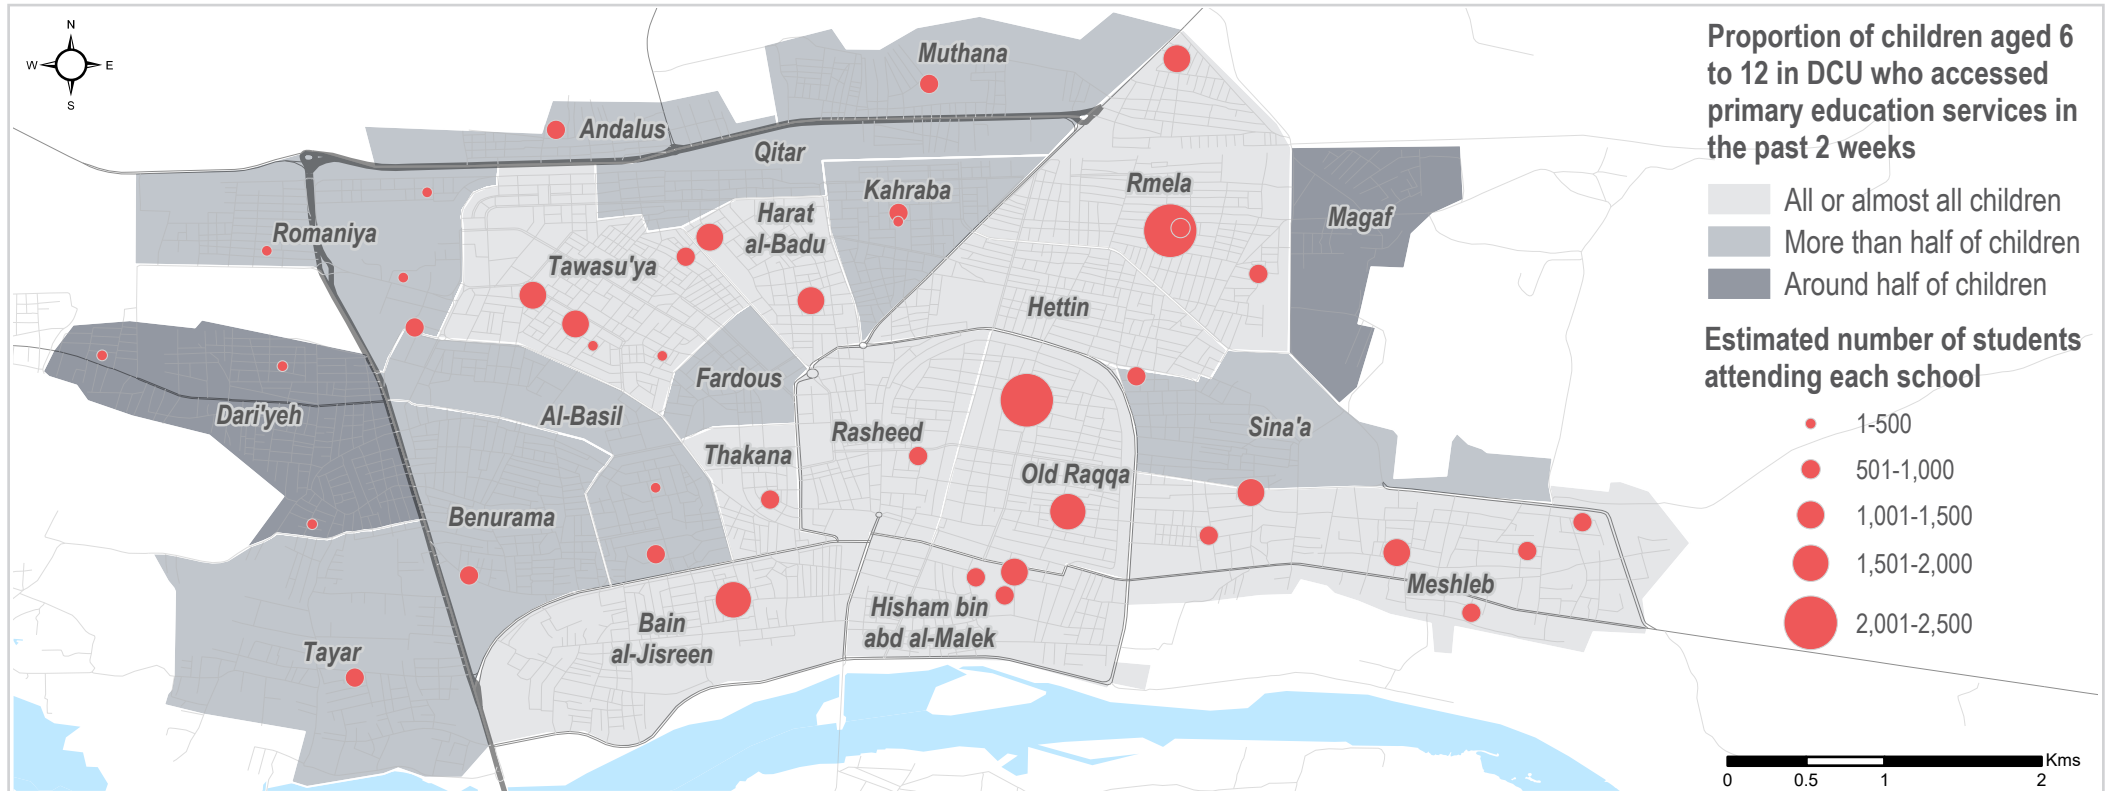 N
W
E
S
Muthana
Andalus
Qitar
Kahraba
Rmela
Magaf
Romaniya
Harat
al-Badu
Tawasu'ya
Hettin
Fardous
Dari'yeh
Al-Basil
Rasheed
Sina'a
Thakana
Old Raqqa
Benurama
Meshleb
Hisham bin
abd al-Malek
Bain
al-Jisreen
Tayar
Proportion of children aged 6
to 12 in DCU who accessed
primary education services in
the past 2 weeks
All or almost all children
More than half of children
Around half of children
Estimated number of students
attending each school
1-500
501-1,000
1,001-1,500
1,501-2,000
2,001-2,500
Kms
0 0.5 1 2